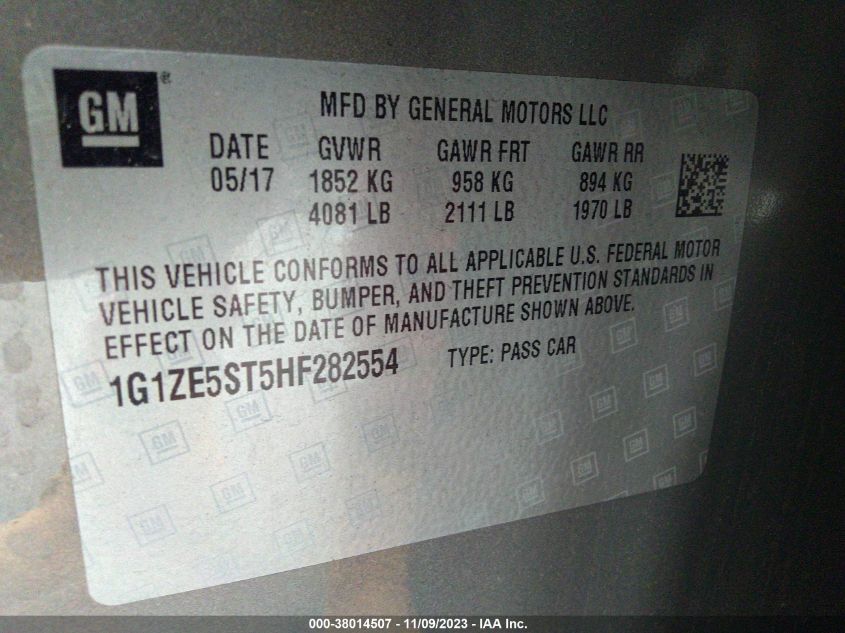 GM ®
MFD BY GENERAL MOTORS LLC
DATE GVWR GAWR FRT GAWR RR
05/17 1852 KG 958 KG 894 KG
4081 LB 2111 LB 1970 LB
THIS VEHICLE CONFORMS TO ALL APPLICABLE U.S. FEDERAL MOTOR
VEHICLE SAFETY, BUMPER, AND THEFT PREVENTION STANDARDS IN
EFFECT ON THE DATE OF MANUFACTURE SHOWN ABOVE.
1G1ZE5ST5HF282554 TYPE: PASS CAR
000-38014507 - 11/09/2023 - IAA Inc.